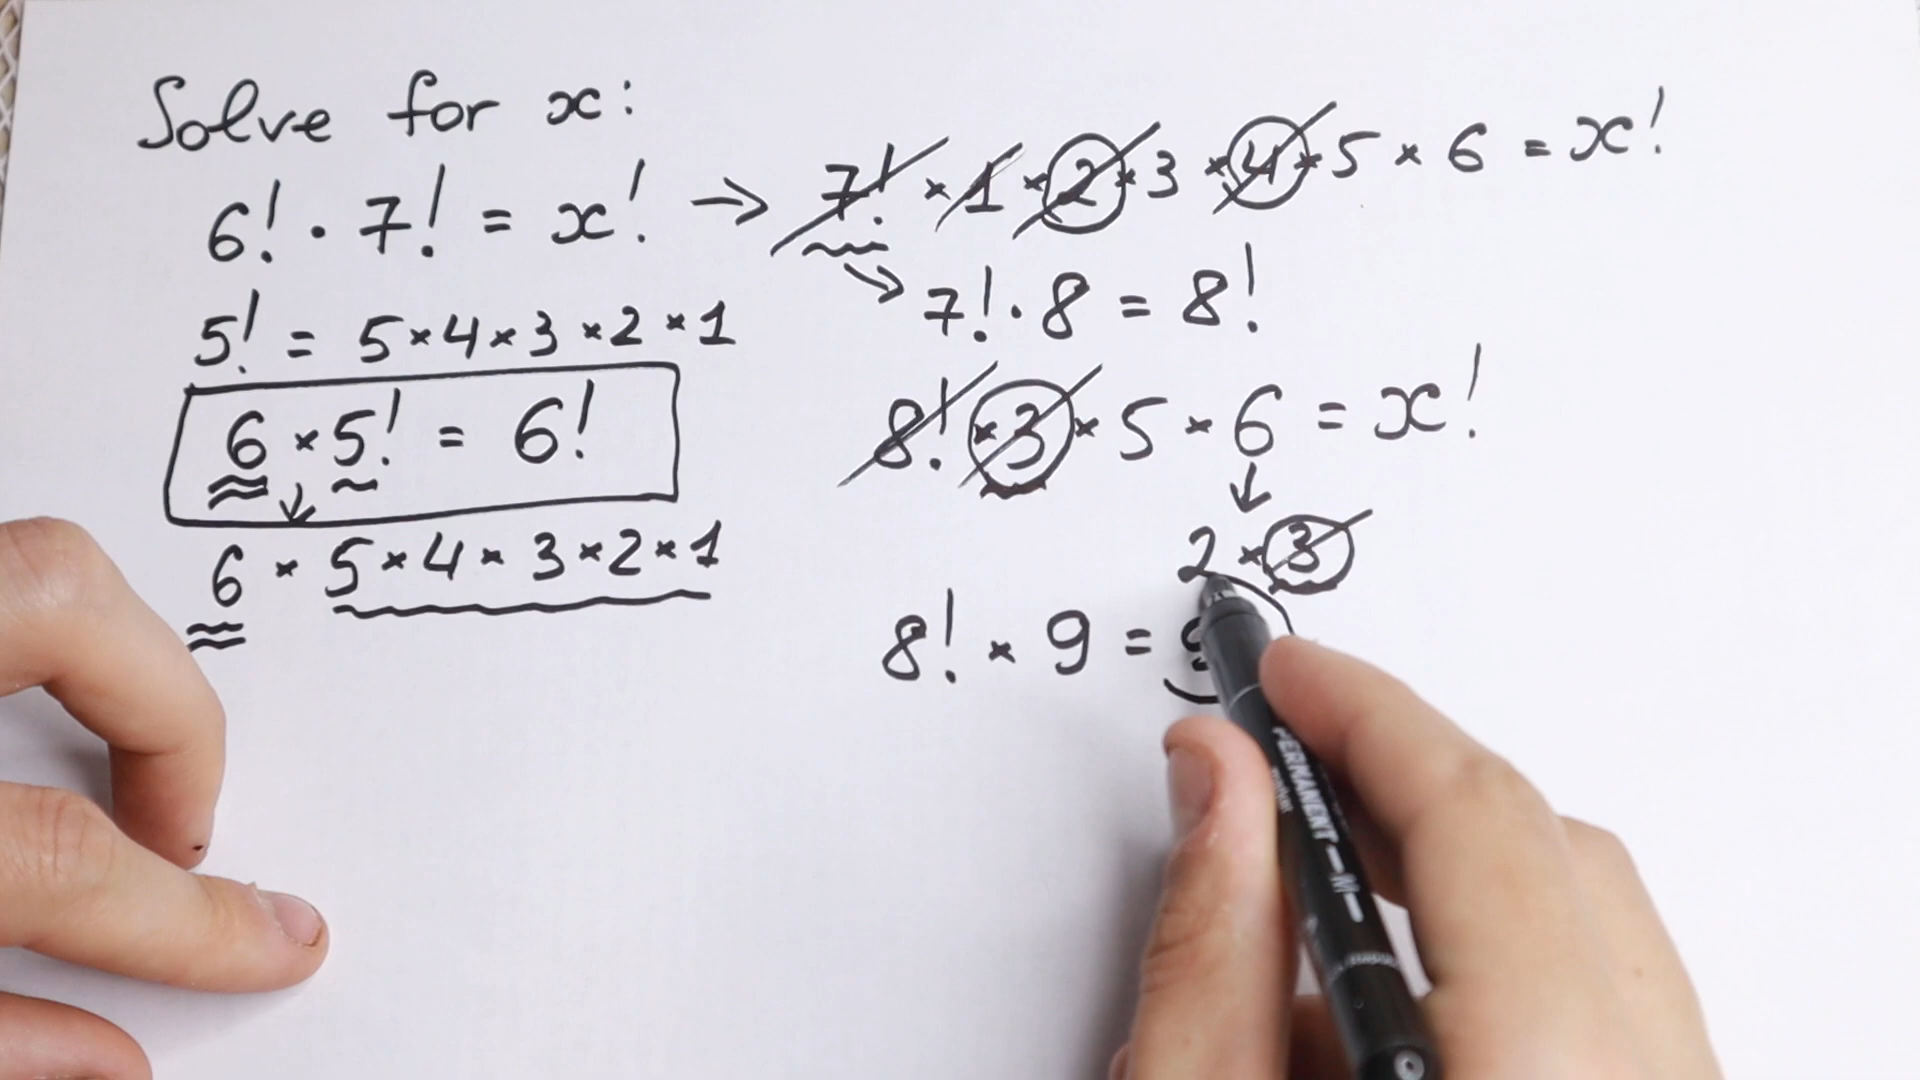 Solve for x:
6! · 7! = x! →
5! = 5×4×3×2×1
6 × 5! = 6!
6 × 5×4×3×2×1
7! × 1 × 2 × 3 × 4 × 5 × 6 = x!
7! · 8 = 8!
8! × 3 × 5 × 6 = x!
2 × 3
8! × 9 =
PERMANENT – M –